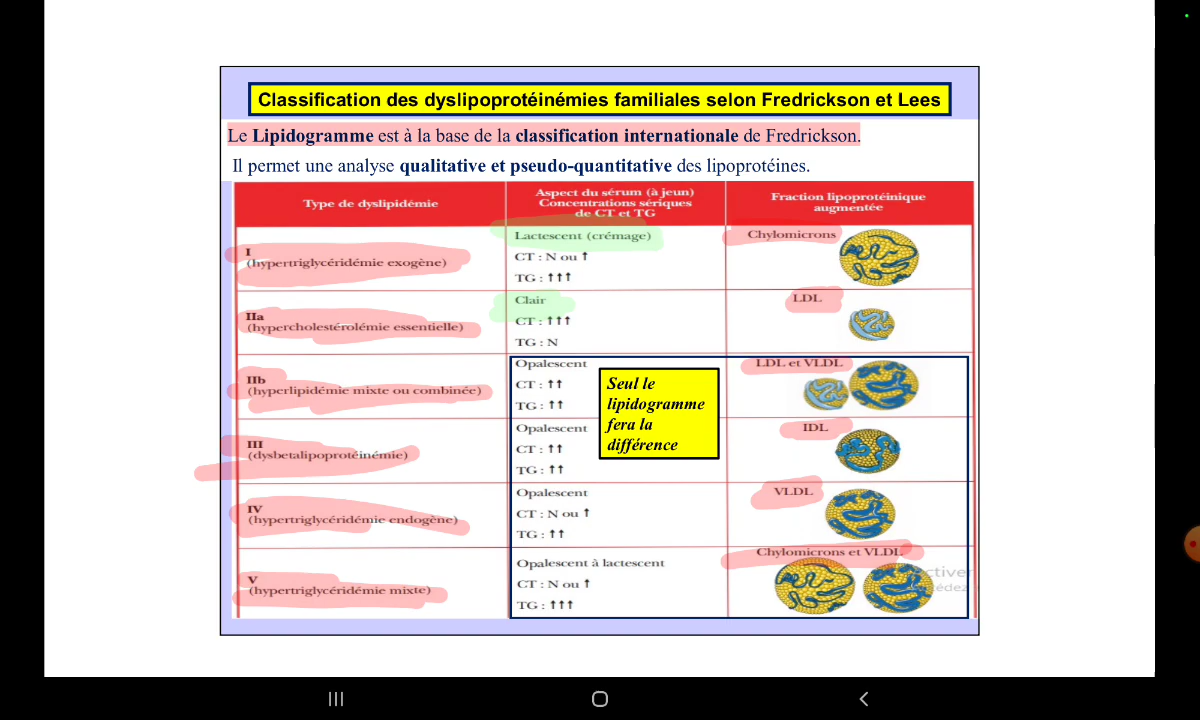 Classification des dyslipoprotéinémies familiales selon Fredrickson et Lees
Le Lipidogramme est à la base de la classification internationale de Fredrickson.
Il permet une analyse qualitative et pseudo-quantitative des lipoprotéines.
Type de dyslipidémie
Aspect du sérum (à jeun)
Concentrations sériques
de CT et TG
Fraction lipoprotéinique
augmentée
I
(hypertriglycéridémie exogène)
Lactescent (crémage)
CT : N ou ↑
TG : ↑↑↑
Chylomicrons
IIa
(hypercholestérolémie essentielle)
Clair
CT : ↑↑↑
TG : N
LDL
IIb
(hyperlipidémie mixte ou combinée)
Opalescent
CT : ↑↑
TG : ↑↑
LDL et VLDL
III
(dysbetalipoprotéinémie)
Opalescent
CT : ↑↑
TG : ↑↑
IDL
Seul le
lipidogramme
fera la
différence
IV
(hypertriglycéridémie endogène)
Opalescent
CT : N ou ↑
TG : ↑↑
VLDL
V
(hypertriglycéridémie mixte)
Opalescent à lactescent
CT : N ou ↑
TG : ↑↑↑
Chylomicrons et VLDL